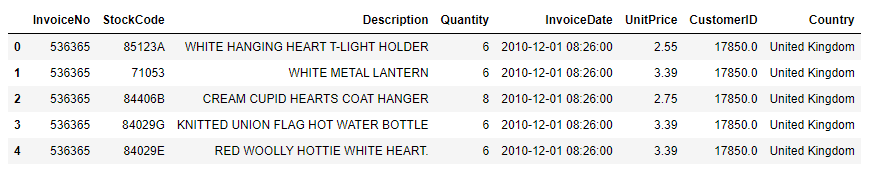 InvoiceNo StockCode Description Quantity InvoiceDate UnitPrice CustomerID Country
0 536365 85123A WHITE HANGING HEART T-LIGHT HOLDER 6 2010-12-01 08:26:00 2.55 17850.0 United Kingdom
1 536365 71053 WHITE METAL LANTERN 6 2010-12-01 08:26:00 3.39 17850.0 United Kingdom
2 536365 84406B CREAM CUPID HEARTS COAT HANGER 8 2010-12-01 08:26:00 2.75 17850.0 United Kingdom
3 536365 84029G KNITTED UNION FLAG HOT WATER BOTTLE 6 2010-12-01 08:26:00 3.39 17850.0 United Kingdom
4 536365 84029E RED WOOLLY HOTTIE WHITE HEART. 6 2010-12-01 08:26:00 3.39 17850.0 United Kingdom